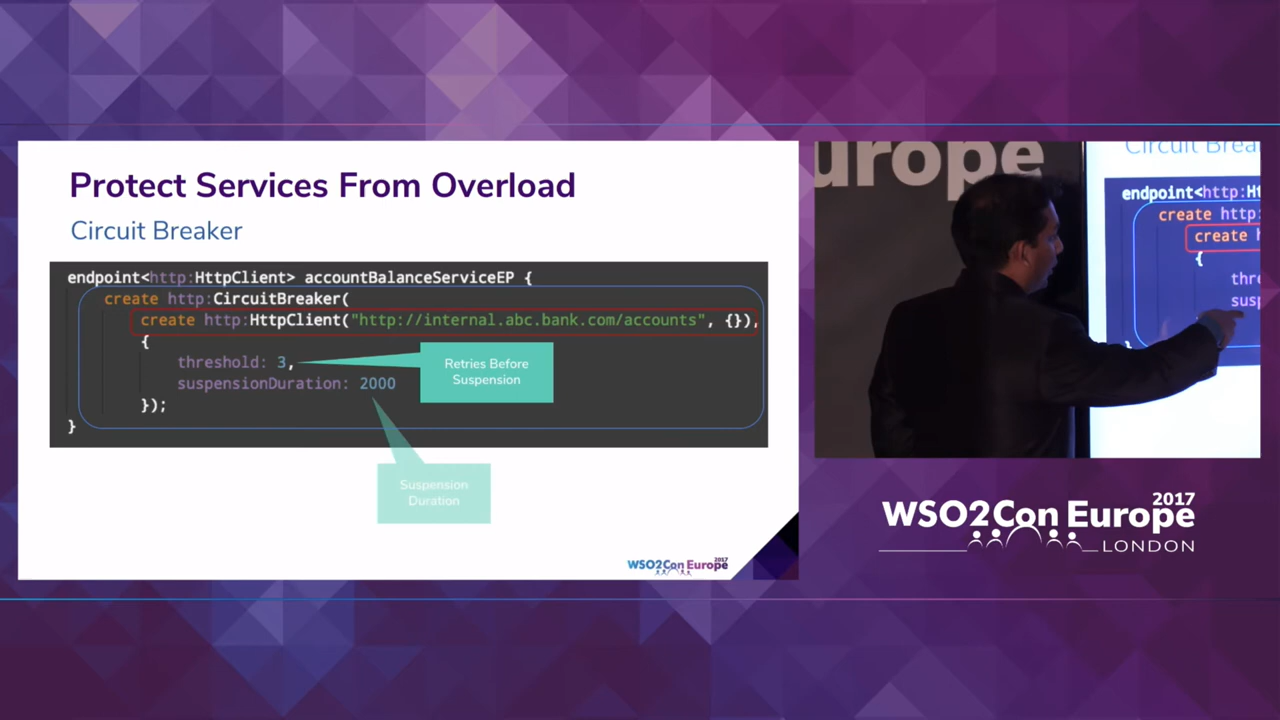 Protect Services From Overload
Circuit Breaker
endpoint<http:HttpClient> accountBalanceServiceEP {
create http:CircuitBreaker(
create http:HttpClient("http://internal.abc.bank.com/accounts", {}),
{
threshold: 3,
suspensionDuration: 2000
});
}
Retries Before
Suspension
Suspension
Duration
WSO2Con Europe 2017
urope
Circuit Brea
endpoint<http:Ht
create http:
create h
{
thre
susp
}
2017
WSO2Con Europe
LONDON